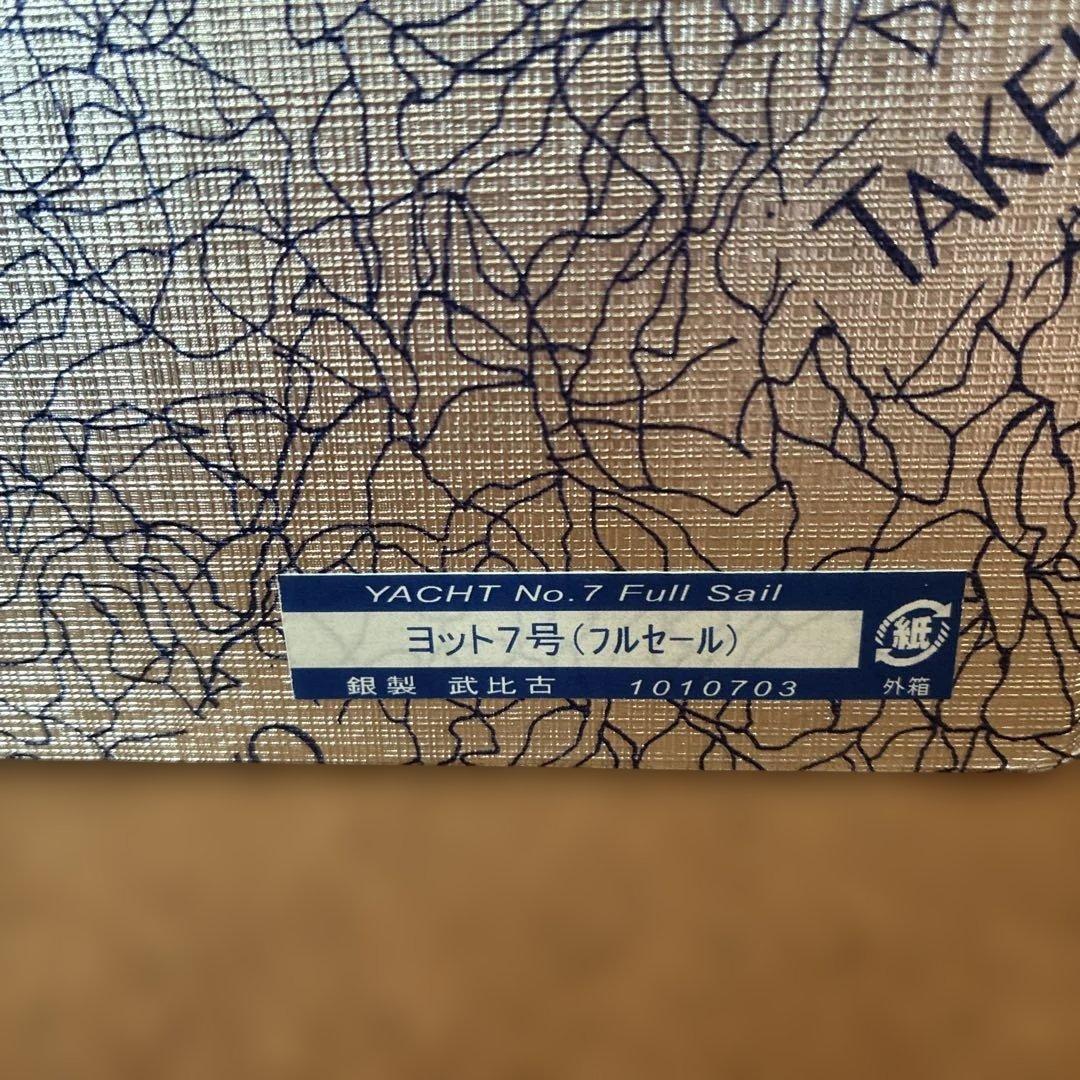 TAKE
YACHT No.7 Full Sail
ヨット7号(フルセール)
紙
銀製 武比古 1010703 外箱